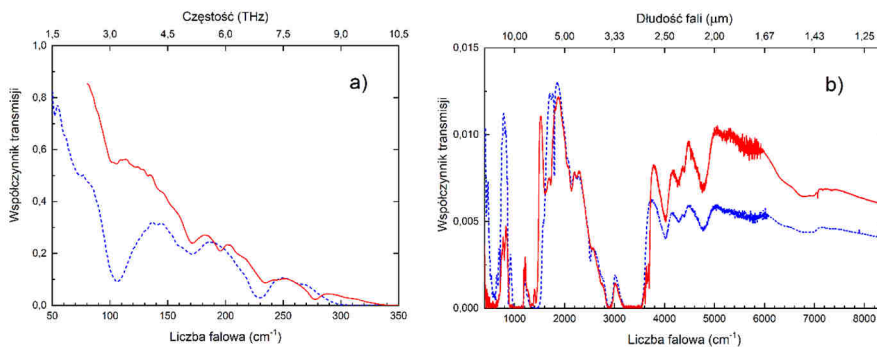 Częstość (THz)
1,5 3,0 4,5 6,0 7,5 9,0 10,5
a)
1,0
0,8
0,6
0,4
0,2
0,0
Współczynnik transmisji
50 100 150 200 250 300 350
Liczba falowa (cm-1)
Dłudość fali (μm)
10,00 5,00 3,33 2,50 2,00 1,67 1,43 1,25
b)
0,015
0,010
0,005
0,000
Współczynnik transmisji
1000 2000 3000 4000 5000 6000 7000 8000
Liczba falowa (cm-1)